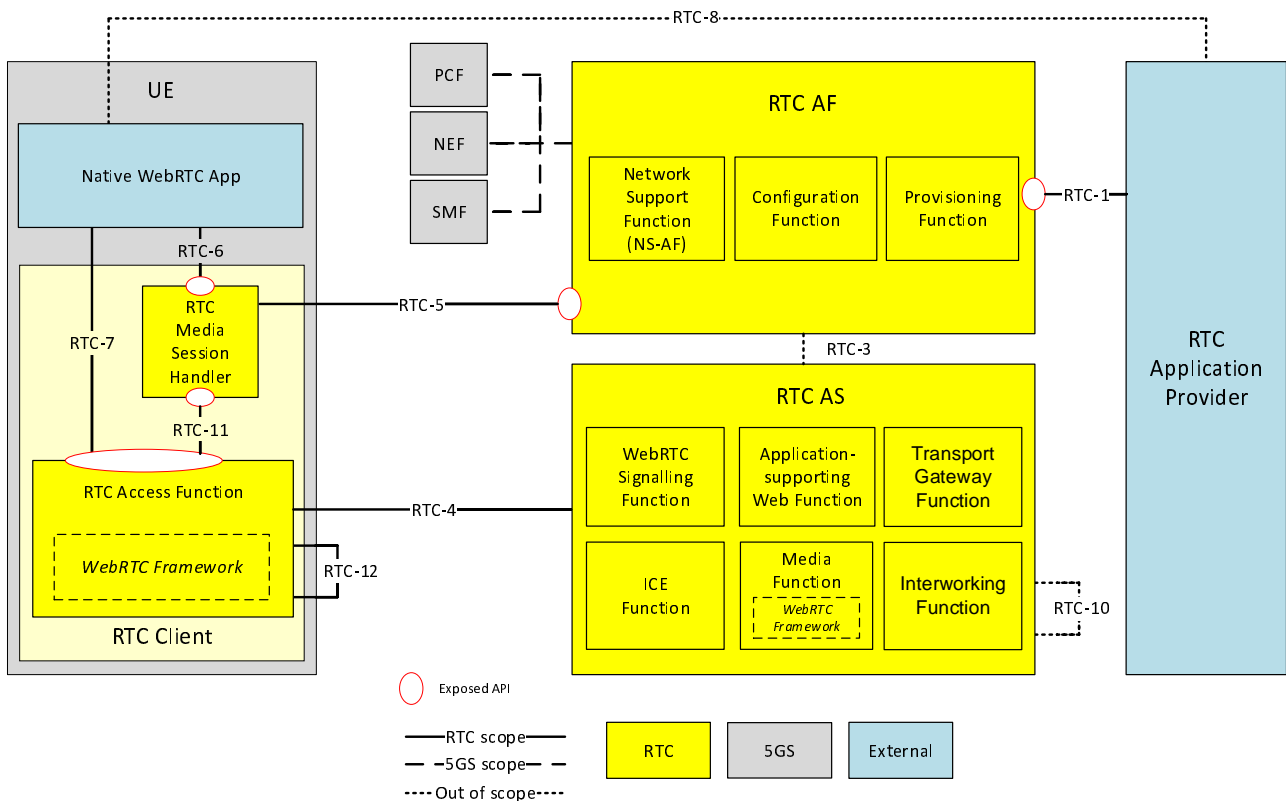 RTC-8
UE
Native WebRTC App
RTC-6
RTC
Media
Session
Handler
RTC-7
RTC-11
RTC Access Function
WebRTC Framework
RTC-12
RTC Client
PCF
NEF
SMF
RTC-5
RTC-4
RTC AF
Network
Support
Function
(NS-AF)
Configuration
Function
Provisioning
Function
RTC-1
RTC-3
RTC AS
WebRTC
Signalling
Function
Application-
supporting
Web Function
Transport
Gateway
Function
ICE
Function
Media
Function
WebRTC
Framework
Interworking
Function
RTC-10
RTC
Application
Provider
Exposed API
RTC scope
5GS scope
Out of scope
RTC
5GS
External